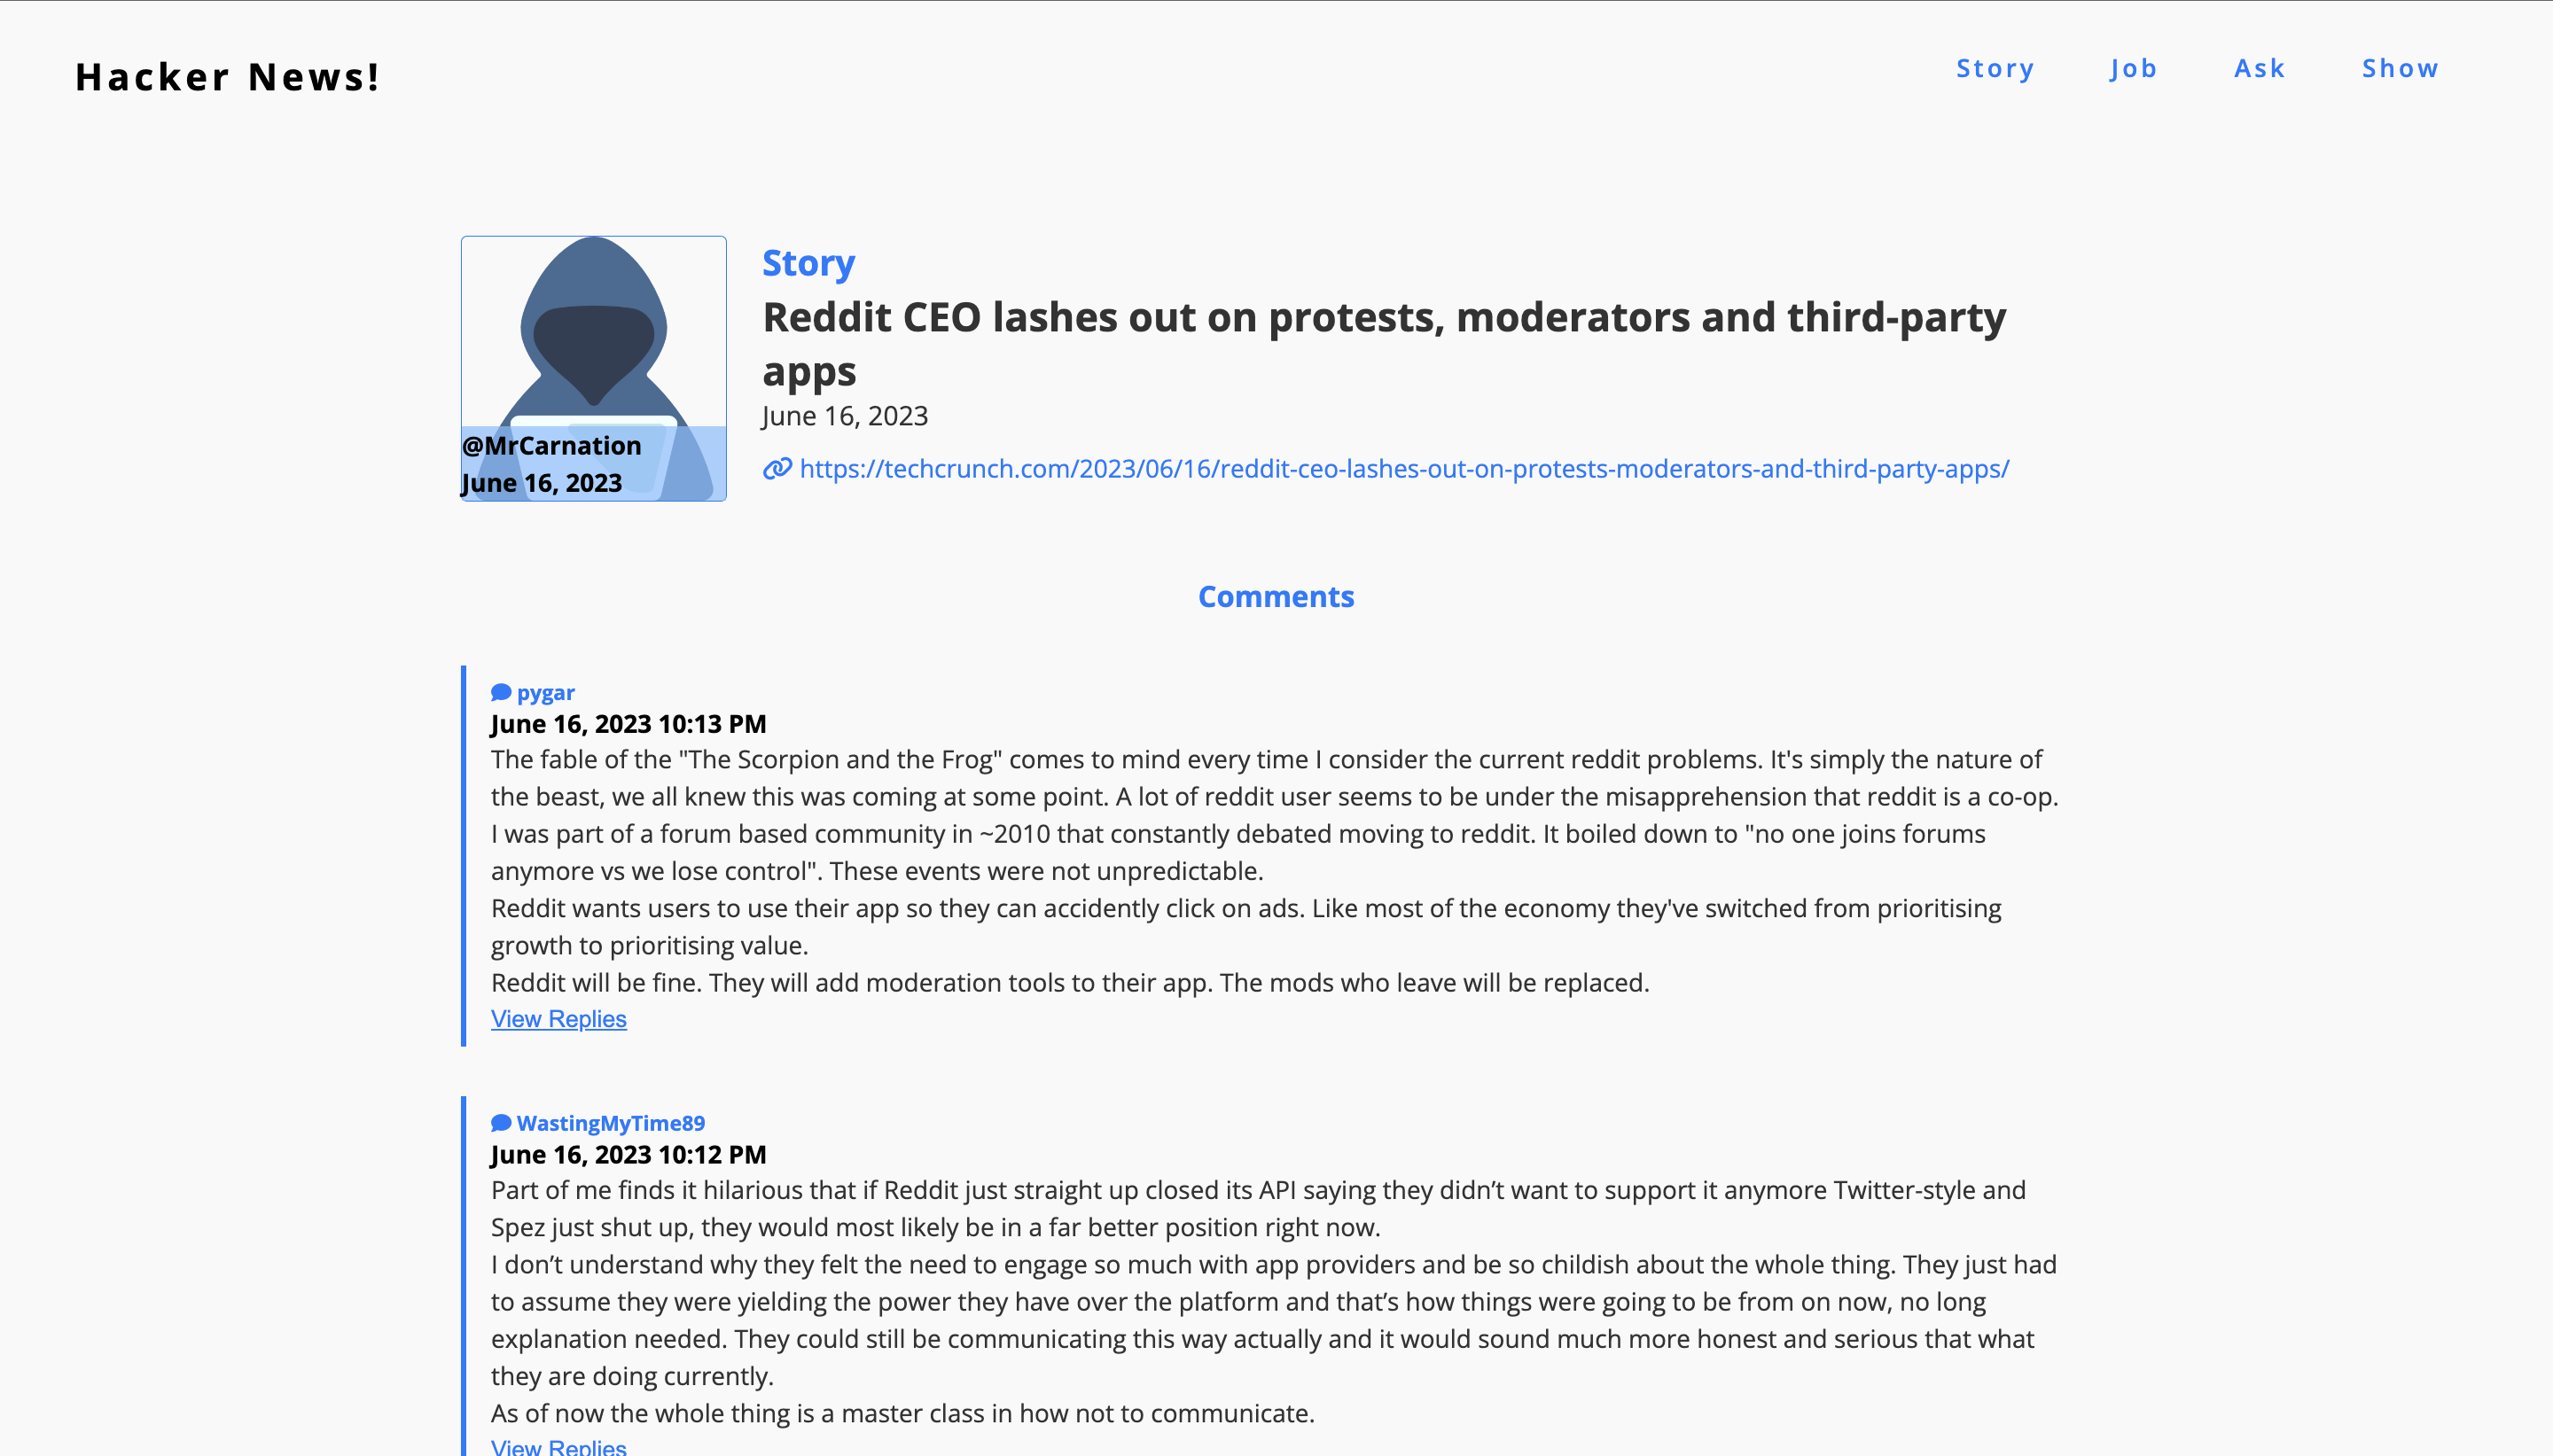 Hacker News!
Story
Job
Ask
Show
@MrCarnation
June 16, 2023
Story
Reddit CEO lashes out on protests, moderators and third-party
apps
June 16, 2023
https://techcrunch.com/2023/06/16/reddit-ceo-lashes-out-on-protests-moderators-and-third-party-apps/
Comments
pygar
June 16, 2023 10:13 PM
The fable of the "The Scorpion and the Frog" comes to mind every time I consider the current reddit problems. It's simply the nature of
the beast, we all knew this was coming at some point. A lot of reddit user seems to be under the misapprehension that reddit is a co-op.
I was part of a forum based community in ~2010 that constantly debated moving to reddit. It boiled down to "no one joins forums
anymore vs we lose control". These events were not unpredictable.
Reddit wants users to use their app so they can accidently click on ads. Like most of the economy they've switched from prioritising
growth to prioritising value.
Reddit will be fine. They will add moderation tools to their app. The mods who leave will be replaced.
View Replies
WastingMyTime89
June 16, 2023 10:12 PM
Part of me finds it hilarious that if Reddit just straight up closed its API saying they didn’t want to support it anymore Twitter-style and
Spez just shut up, they would most likely be in a far better position right now.
I don’t understand why they felt the need to engage so much with app providers and be so childish about the whole thing. They just had
to assume they were yielding the power they have over the platform and that’s how things were going to be from on now, no long
explanation needed. They could still be communicating this way actually and it would sound much more honest and serious that what
they are doing currently.
As of now the whole thing is a master class in how not to communicate.
View Replies